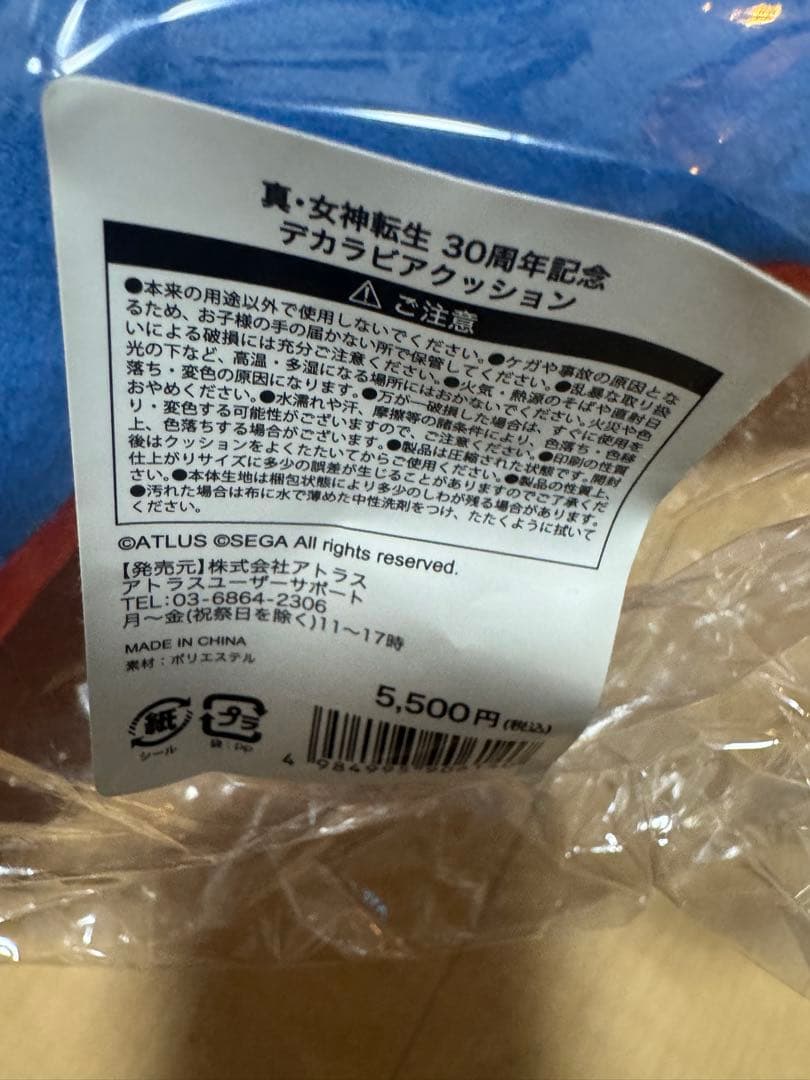 真・女神転生 30周年記念
デカラビアクッション
⚠ ご注意
●本来の用途以外で使用しないでください。●ケガや事故の原因とな
るため、お子様の手の届かない所で保管してください。●乱暴な取り扱
いによる破損には充分ご注意ください。●火気・熱源のそばや直射日
光の下など、高温・多湿になる場所にはおかないでください。火災や色
落ち・変色の原因になります。●万が一破損した場合は、すぐに使用を
おやめください。●水濡れや汗、摩擦等の諸条件により、色落ち・色移
り・変色する可能性がございますので、ご注意ください。●印刷の性質
上、色落ちする場合がございます。●製品は圧縮された状態です。開封
後はクッションをよくたたいてからご使用ください。●製品の性質上、
仕上がりサイズに多少の誤差が生じることがありますのでご了承くだ
さい。●本体生地は梱包状態により多少のしわが残る場合があります。
●汚れた場合は布に水で薄めた中性洗剤をつけ、たたくように拭いて
ください。
©ATLUS ©SEGA All rights reserved.
【発売元】株式会社アトラス
アトラスユーザーサポート
TEL:03-6864-2306
月〜金(祝祭日を除く)11〜17時
MADE IN CHINA
素材:ポリエステル
5,500円(税込)
紙 プラ
シール 袋:PP
4 984995 90